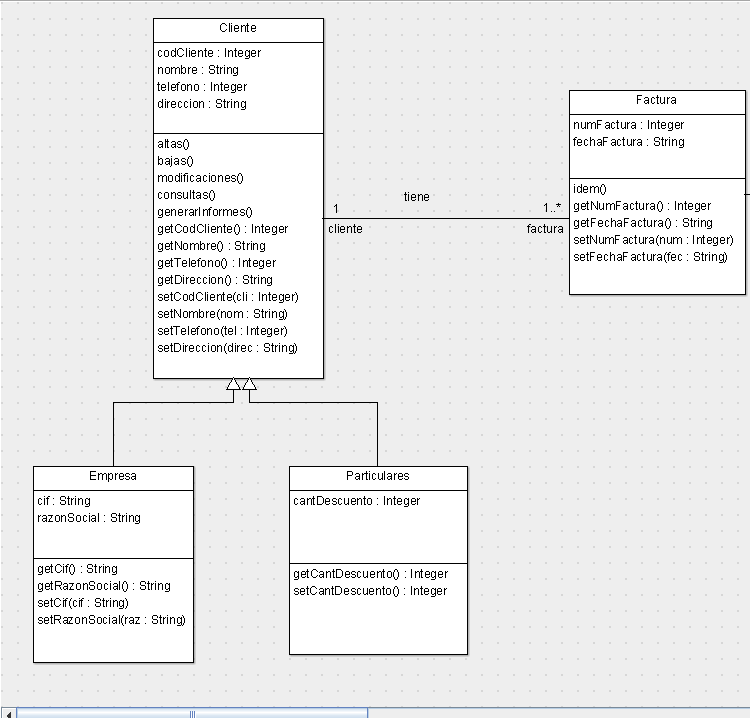 Cliente
codCliente : Integer
nombre : String
telefono : Integer
direccion : String
altas()
bajas()
modificaciones()
consultas()
generarInformes()
getCodCliente() : Integer
getNombre() : String
getTelefono() : Integer
getDireccion() : String
setCodCliente(cli : Integer)
setNombre(nom : String)
setTelefono(tel : Integer)
setDireccion(direc : String)
tiene
1
1..*
cliente
factura
Factura
numFactura : Integer
fechaFactura : String
idem()
getNumFactura() : Integer
getFechaFactura() : String
setNumFactura(num : Integer)
setFechaFactura(fec : String)
Empresa
cif : String
razonSocial : String
getCif() : String
getRazonSocial() : String
setCif(cif : String)
setRazonSocial(raz : String)
Particulares
cantDescuento : Integer
getCantDescuento() : Integer
setCantDescuento() : Integer